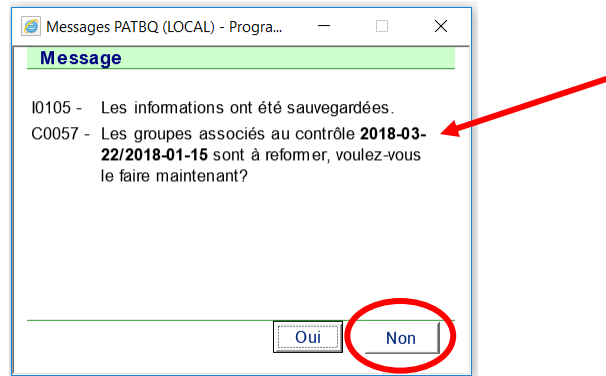 Messages PATBQ (LOCAL) - Progra...
Message
I0105 - Les informations ont été sauvegardées.
C0057 - Les groupes associés au contrôle 2018-03-
22/2018-01-15 sont à reformer, voulez-vous
le faire maintenant?
Oui Non